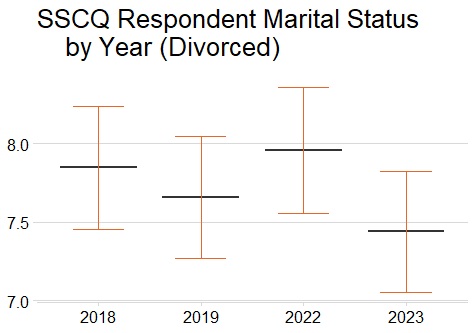 SSCQ Respondent Marital Status
by Year (Divorced)
8.0
7.5
7.0
2018 2019 2022 2023